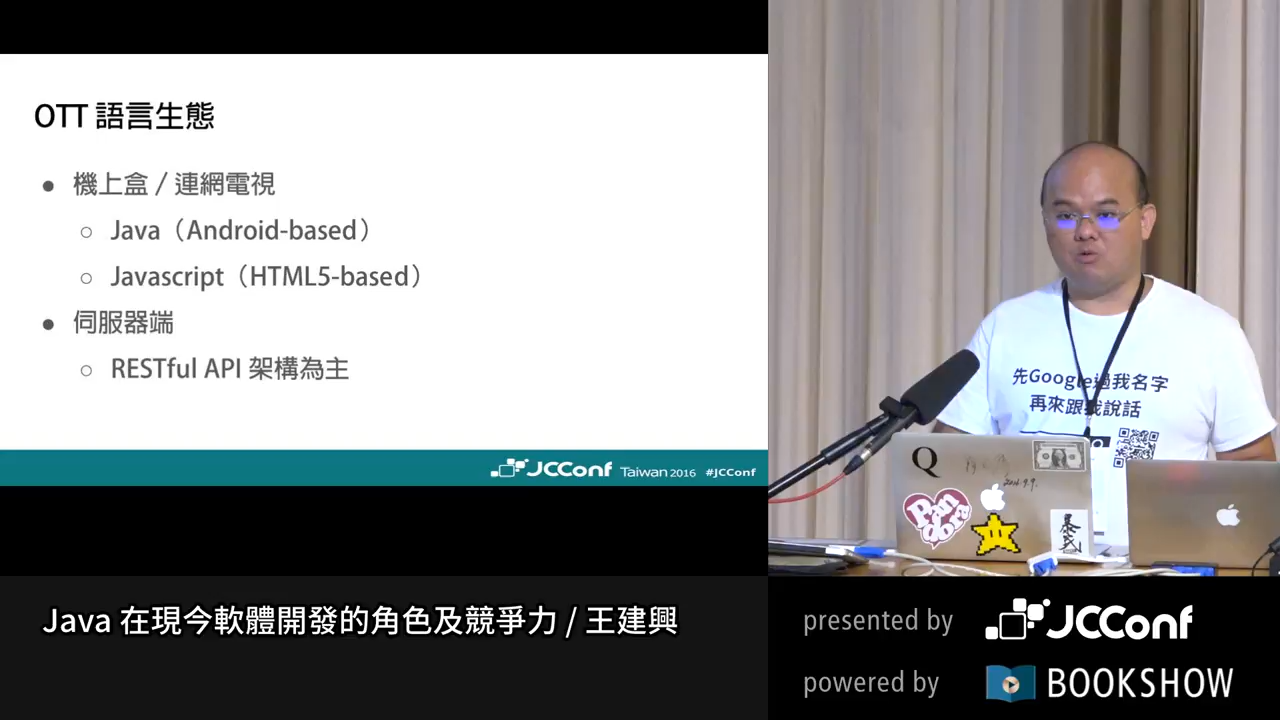 OTT 語言生態
● 機上盒 / 連網電視
○ Java（Android-based）
○ Javascript（HTML5-based）
● 伺服器端
○ RESTful API 架構為主
JCConf Taiwan 2016 #JCConf
先Google過我名字
再來跟我說話
Q
Pandora
暴民
Java 在現今軟體開發的角色及競爭力 / 王建興
presented by JCConf
powered by BOOKSHOW